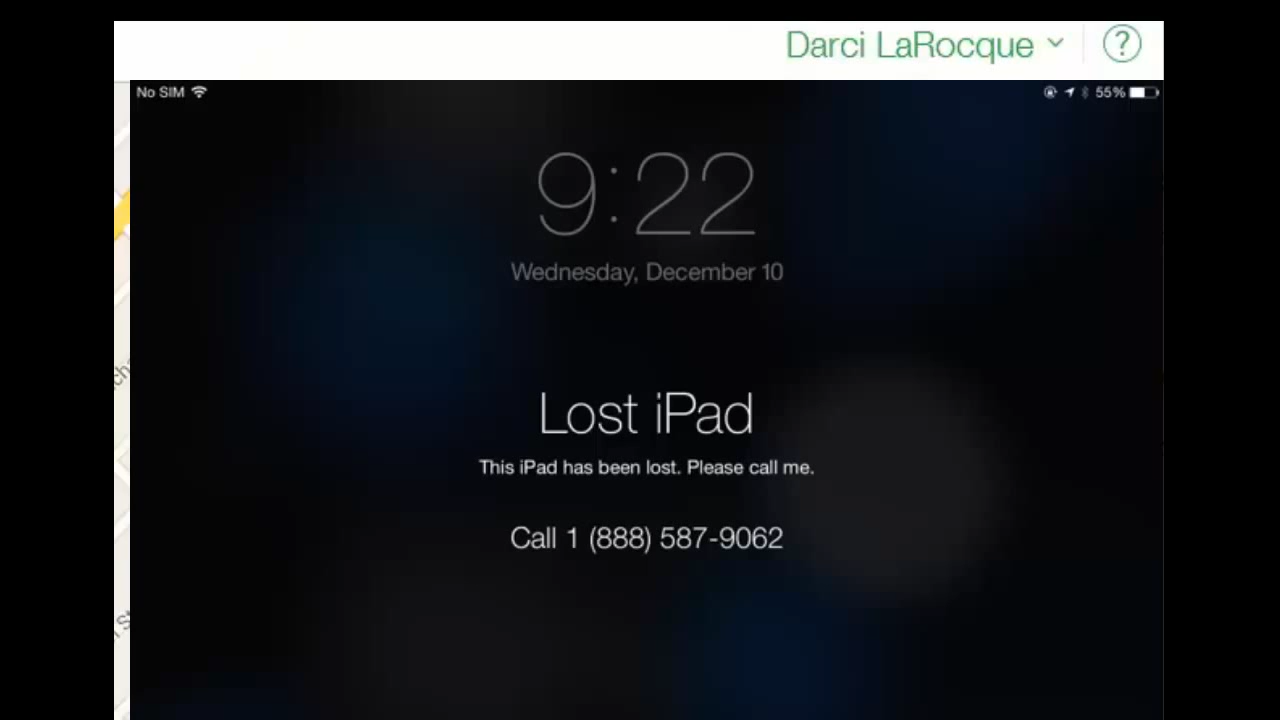 Darci LaRocque
?
No SIM
55%
9:22
Wednesday, December 10
Lost iPad
This iPad has been lost. Please call me.
Call 1 (888) 587-9062